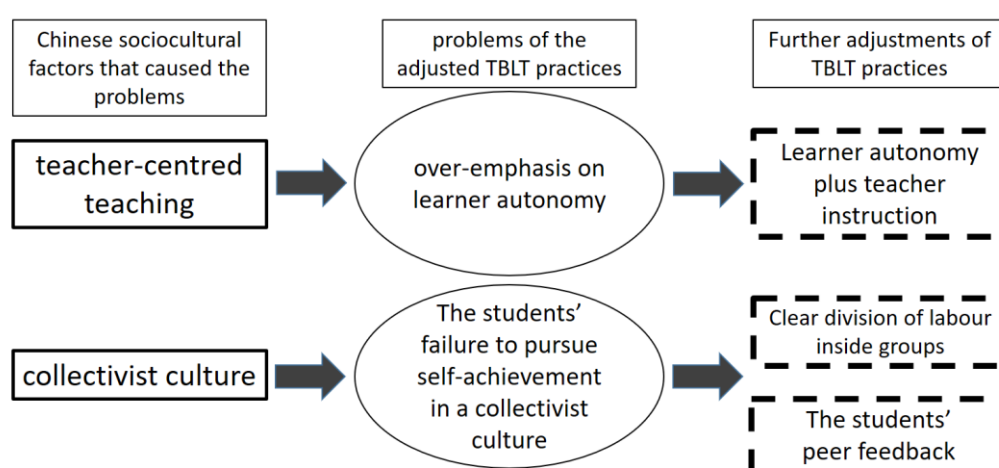 Chinese sociocultural
factors that caused the
problems
problems of the
adjusted TBLT practices
Further adjustments of
TBLT practices
teacher-centred
teaching
over-emphasis on
learner autonomy
Learner autonomy
plus teacher
instruction
collectivist culture
The students’
failure to pursue
self-achievement
in a collectivist
culture
Clear division of labour
inside groups
The students’
peer feedback